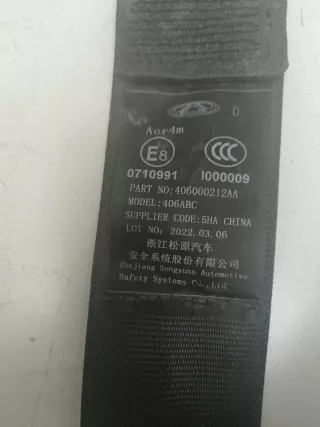 D
Aer4m
E8 CCC
0710991 I000009
PART NO:406000212AA
MODEL:406ABC
SUPPLIER CODE:5HA CHINA
LOT NO: 2022.03.06
浙江松原汽车
安全系统股份有限公司
Zhejiang Songyuan Automotive
Safety Systems Co.,Ltd.